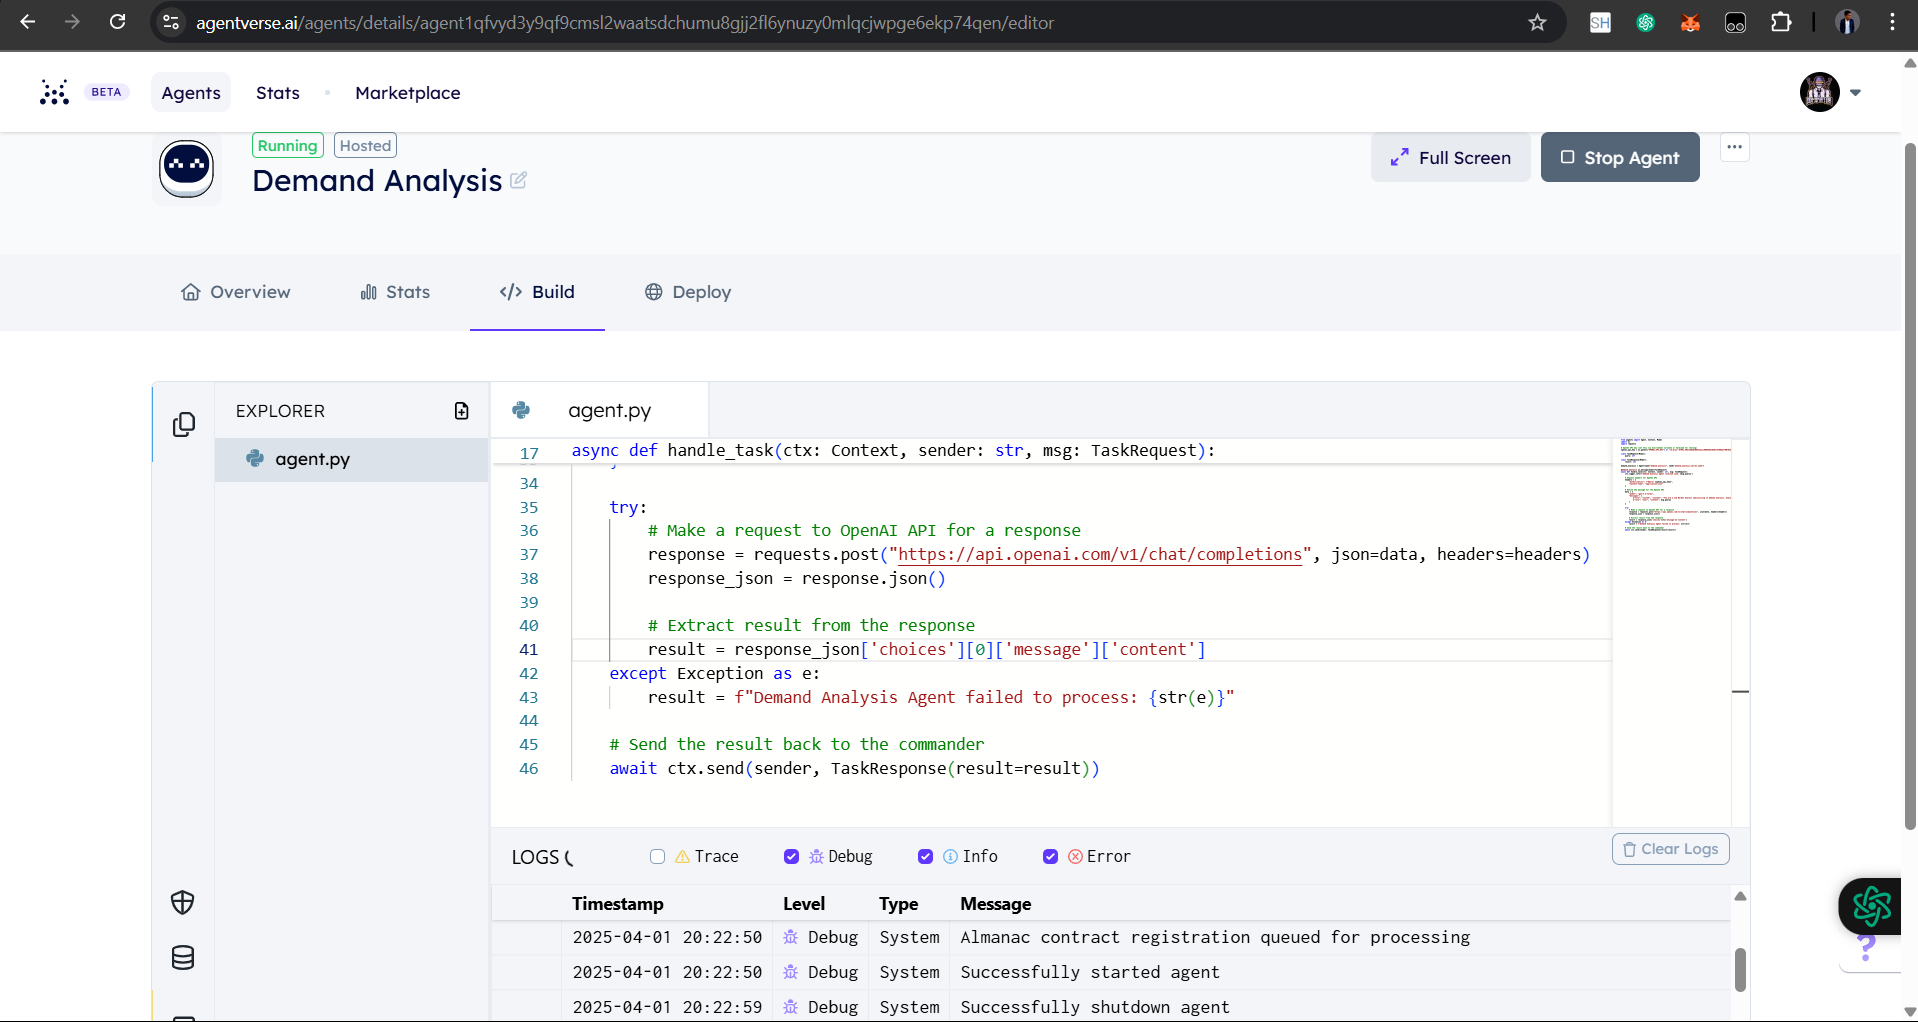 agentverse.ai/agents/details/agent1qfvyd3y9qf9cmsl2waatsdchumu8gjj2fl6ynuzy0mlqcjwpge6ekp74qen/editor
SH
BETA
Agents
Stats
Marketplace
Running
Hosted
Demand Analysis
Full Screen
Stop Agent
Overview
Stats
Build
Deploy
EXPLORER
agent.py
agent.py
17 async def handle_task(ctx: Context, sender: str, msg: TaskRequest):
34
35 try:
36 # Make a request to OpenAI API for a response
37 response = requests.post("https://api.openai.com/v1/chat/completions", json=data, headers=headers)
38 response_json = response.json()
39
40 # Extract result from the response
41 result = response_json['choices'][0]['message']['content']
42 except Exception as e:
43 result = f"Demand Analysis Agent failed to process: {str(e)}"
44
45 # Send the result back to the commander
46 await ctx.send(sender, TaskResponse(result=result))
LOGS
Trace
Debug
Info
Error
Clear Logs
Timestamp Level Type Message
2025-04-01 20:22:50 Debug System Almanac contract registration queued for processing
2025-04-01 20:22:50 Debug System Successfully started agent
2025-04-01 20:22:59 Debug System Successfully shutdown agent
?